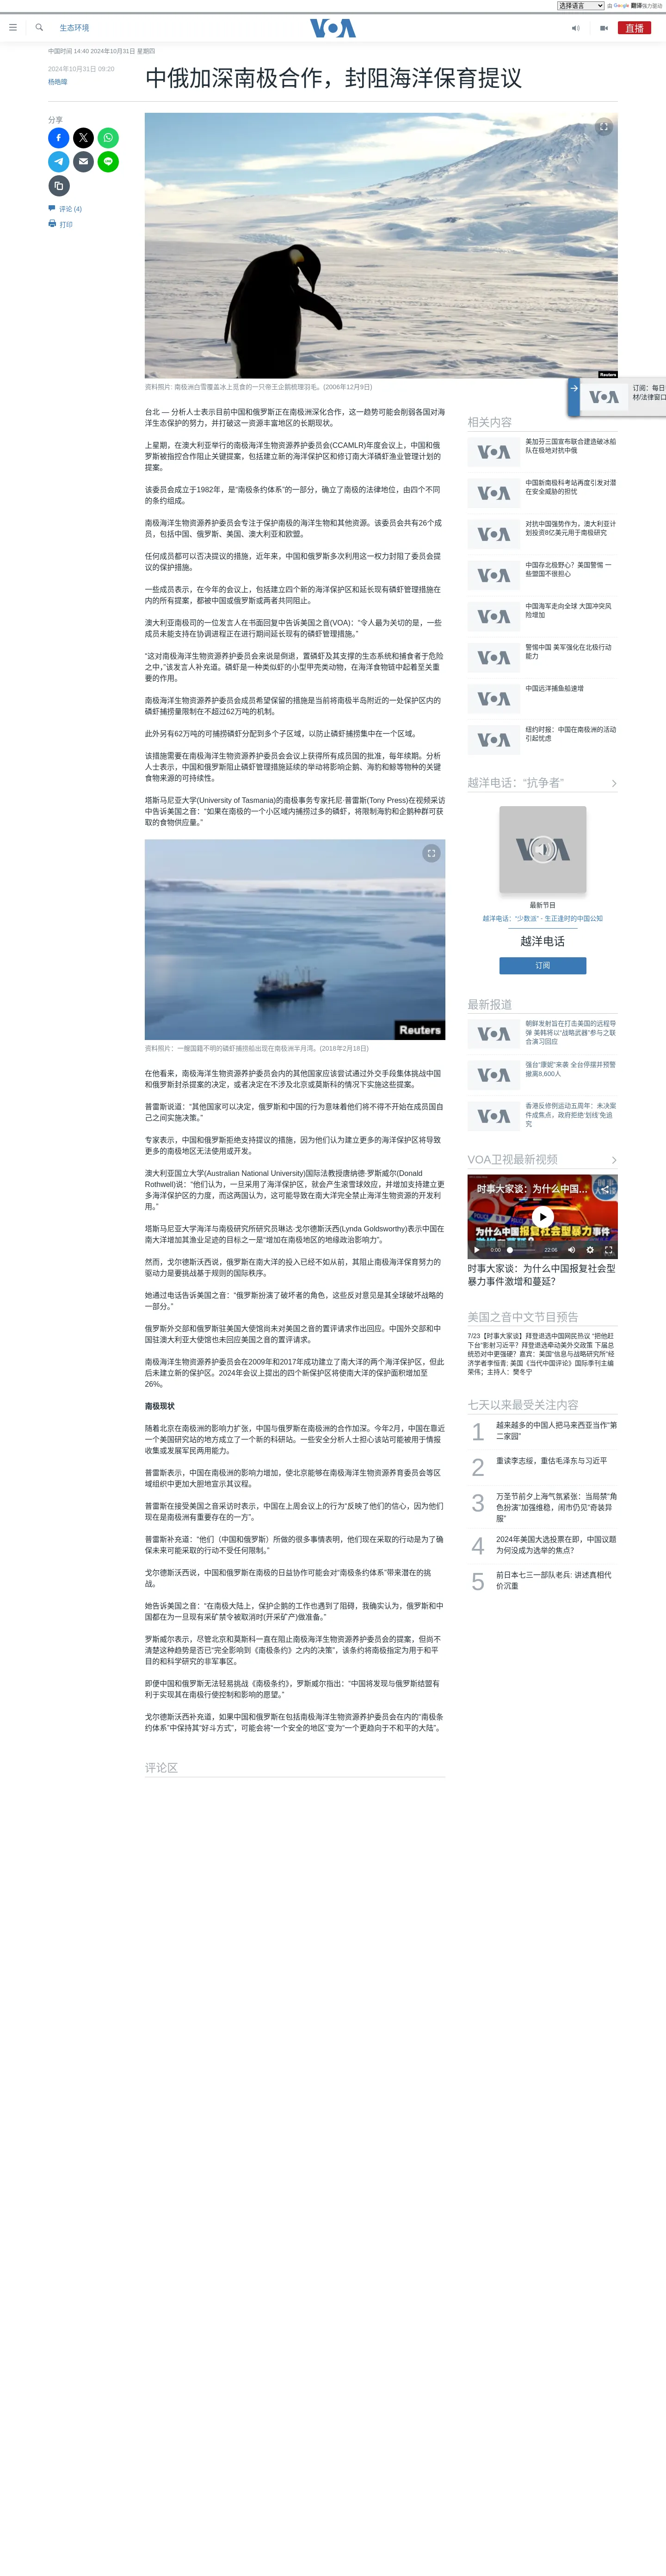 选择语言
由 Google 翻译强力驱动
生态环境
VOA
直播
中国时间 14:40 2024年10月31日 星期四
2024年10月31日 09:20
杨皓暐
中俄加深南极合作，封阻海洋保育提议
分享
评论 (4)
打印
Reuters
资料照片: 南极洲白雪覆盖冰上觅食的一只帝王企鹅梳理羽毛。(2006年12月9日)
订阅：每日
材/法律窗口
台北 — 分析人士表示目前中国和俄罗斯正在南极洲深化合作，这一趋势可能会削弱各国对海
洋生态保护的努力，并打破这一资源丰富地区的长期现状。
上星期，在澳大利亚举行的南极海洋生物资源养护委员会(CCAMLR)年度会议上，中国和俄
罗斯被指控合作阻止关键提案，包括建立新的海洋保护区和修订南大洋磷虾渔业管理计划的
提案。
该委员会成立于1982年，是“南极条约体系”的一部分，确立了南极的法律地位，由四个不同
的条约组成。
南极海洋生物资源养护委员会专注于保护南极的海洋生物和其他资源。该委员会共有26个成
员，包括中国、俄罗斯、美国、澳大利亚和欧盟。
任何成员都可以否决提议的措施，近年来，中国和俄罗斯多次利用这一权力封阻了委员会提
议的保护措施。
一些成员表示，在今年的会议上，包括建立四个新的海洋保护区和延长现有磷虾管理措施在
内的所有提案，都被中国或俄罗斯或两者共同阻止。
澳大利亚南极司的一位发言人在书面回复中告诉美国之音(VOA)：“令人最为关切的是，一些
成员未能支持在协调进程正在进行期间延长现有的磷虾管理措施。”
“这对南极海洋生物资源养护委员会来说是倒退，置磷虾及其支撑的生态系统和捕食者于危险
之中，”该发言人补充道。磷虾是一种类似虾的小型甲壳类动物，在海洋食物链中起着至关重
要的作用。
南极海洋生物资源养护委员会成员希望保留的措施是当前将南极半岛附近的一处保护区内的
磷虾捕捞量限制在不超过62万吨的机制。
此外另有62万吨的可捕捞磷虾分配到多个子区域，以防止磷虾捕捞集中在一个区域。
该措施需要在南极海洋生物资源养护委员会会议上获得所有成员国的批准，每年续期。分析
人士表示，中国和俄罗斯阻止磷虾管理措施延续的举动将影响企鹅、海豹和鲸等物种的关键
食物来源的可持续性。
塔斯马尼亚大学(University of Tasmania)的南极事务专家托尼·普雷斯(Tony Press)在视频采访
中告诉美国之音：“如果在南极的一个小区域内捕捞过多的磷虾，将限制海豹和企鹅种群可获
取的食物供应量。”
Reuters
资料照片： 一艘国籍不明的磷虾捕捞船出现在南极洲半月湾。(2018年2月18日)
在他看来，南极海洋生物资源养护委员会内的其他国家应该尝试通过外交手段集体挑战中国
和俄罗斯封杀提案的决定，或者决定在不涉及北京或莫斯科的情况下实施这些提案。
普雷斯说道：“其他国家可以决定，俄罗斯和中国的行为意味着他们将不得不开始在成员国自
己之间实施决策。”
专家表示，中国和俄罗斯拒绝支持提议的措施，因为他们认为建立更多的海洋保护区将导致
更多的南极地区无法使用或开发。
澳大利亚国立大学(Australian National University)国际法教授唐纳德·罗斯威尔(Donald
Rothwell)说：“他们认为，一旦采用了海洋保护区，就会产生滚雪球效应，并增加支持建立更
多海洋保护区的力度，而这两国认为，这可能导致在南大洋完全禁止海洋生物资源的开发利
用。”
塔斯马尼亚大学海洋与南极研究所研究员琳达·戈尔德斯沃西(Lynda Goldsworthy)表示中国在
南大洋增加其渔业足迹的目标之一是“增加在南极地区的地缘政治影响力”。
然而，戈尔德斯沃西说，俄罗斯在南大洋的投入已经不如从前，其阻止南极海洋保育努力的
驱动力是要挑战基于规则的国际秩序。
她通过电话告诉美国之音：“俄罗斯扮演了破坏者的角色，这些反对意见是其全球破坏战略的
一部分。”
俄罗斯外交部和俄罗斯驻美国大使馆尚未对美国之音的置评请求作出回应。中国外交部和中
国驻澳大利亚大使馆也未回应美国之音的置评请求。
南极海洋生物资源养护委员会在2009年和2017年成功建立了南大洋的两个海洋保护区，但此
后未建立新的保护区。2024年会议上提出的四个新保护区将使南大洋的保护面积增加至
26%。
南极现状
随着北京在南极洲的影响力扩张，中国与俄罗斯在南极洲的合作加深。今年2月，中国在靠近
一个美国研究站的地方成立了一个新的科研站。一些安全分析人士担心该站可能被用于情报
收集或发展军民两用能力。
普雷斯表示，中国在南极洲的影响力增加，使北京能够在南极海洋生物资源养育委员会等区
域组织中更加大胆地宣示其议程。
普雷斯在接受美国之音采访时表示，中国在上周会议上的行为“反映了他们的信心，因为他们
现在是南极洲有重要存在的一方”。
普雷斯补充道：“他们（中国和俄罗斯）所做的很多事情表明，他们现在采取的行动是为了确
保未来可能采取的行动不受任何限制。”
戈尔德斯沃西说，中国和俄罗斯在南极的日益协作可能会对“南极条约体系”带来潜在的挑
战。
她告诉美国之音：“在南极大陆上，保护企鹅的工作也遇到了阻碍，我确实认为，俄罗斯和中
国都在为一旦现有采矿禁令被取消时(开采矿产)做准备。”
罗斯威尔表示，尽管北京和莫斯科一直在阻止南极海洋生物资源养护委员会的提案，但尚不
清楚这种趋势是否已“完全影响到《南极条约》之内的决策”，该条约将南极指定为用于和平
目的和科学研究的非军事区。
即便中国和俄罗斯无法轻易挑战《南极条约》，罗斯威尔指出：“中国将发现与俄罗斯结盟有
利于实现其在南极行使控制和影响的愿望。”
戈尔德斯沃西补充道，如果中国和俄罗斯在包括南极海洋生物资源养护委员会在内的“南极条
约体系”中保持其“好斗方式”，可能会将“一个安全的地区”变为“一个更趋向于不和平的大陆”。
评论区
相关内容
美加芬三国宣布联合建造破冰船
队在极地对抗中俄
中国新南极科考站再度引发对潜
在安全威胁的担忧
对抗中国强势作为，澳大利亚计
划投资8亿美元用于南极研究
中国存北极野心？美国警惕 一
些盟国不很担心
中国海军走向全球 大国冲突风
险增加
警惕中国 美军强化在北极行动
能力
中国远洋捕鱼船速增
纽约时报：中国在南极洲的活动
引起忧虑
越洋电话：“抗争者”
最新节目
越洋电话：“少数派” - 生正逢时的中国公知
越洋电话
订阅
最新报道
朝鲜发射旨在打击美国的远程导
弹 美韩将以“战略武器”参与之联
合演习回应
强台“康妮”来袭 全台停摆并预警
撤离8,600人
香港反修例运动五周年：未决案
件成焦点，政府拒绝‘划线’免追
究
VOA卫视最新视频
时事大家谈：为什么中国...
为什么中国报复社会型暴力事件
激增和蔓延?
0:00
22:06
时事大家谈：为什么中国报复社会型
暴力事件激增和蔓延?
美国之音中文节目预告
7/23【时事大家谈】拜登退选中国网民热议 “把他赶
下台”影射习近平？拜登退选牵动美外交政策 下届总
统恐对中更强硬？嘉宾：美国“信息与战略研究所”经
济学者李恒青; 美国《当代中国评论》国际季刊主编
荣伟；主持人：樊冬宁
七天以来最受关注内容
1
越来越多的中国人把马来西亚当作“第
二家园”
2
重读李志绥，重估毛泽东与习近平
3
万圣节前夕上海气氛紧张：当局禁“角
色扮演”加强维稳，闹市仍见“奇装异
服”
4
2024年美国大选投票在即，中国议题
为何没成为选举的焦点?
5
前日本七三一部队老兵: 讲述真相代
价沉重